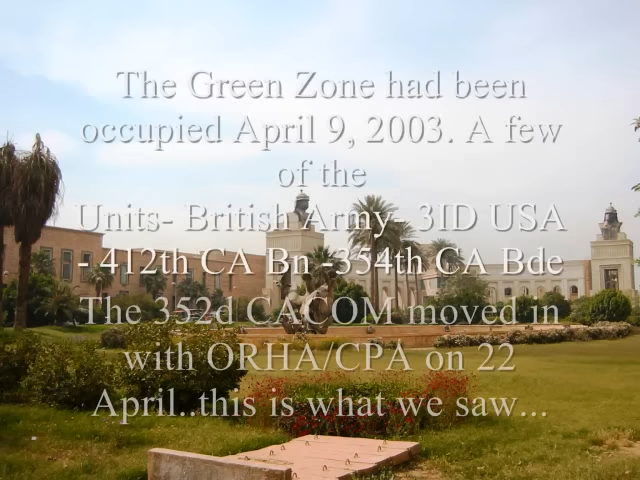 The Green Zone had been
occupied April 9, 2003. A few
of the
Units- British Army- 3ID USA
- 412th CA Bn -354th CA Bde
The 352d CACOM moved in
with ORHA/CPA on 22
April..this is what we saw...